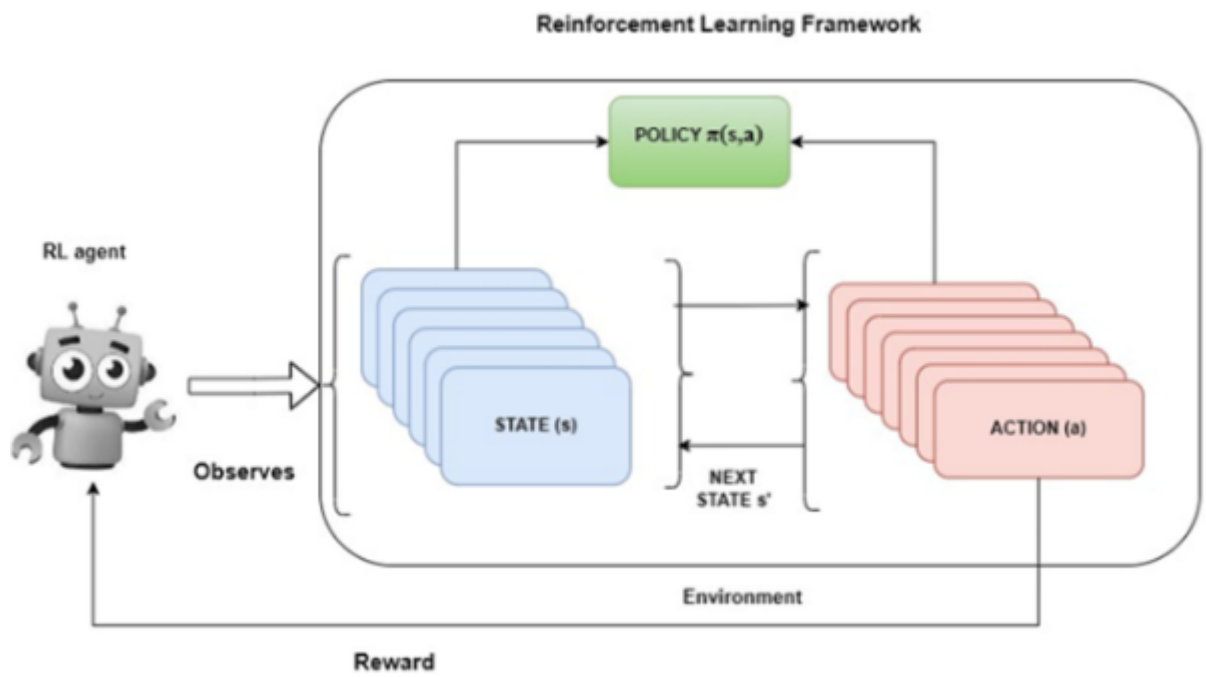 Reinforcement Learning Framework
POLICY π(s,a)
RL agent
STATE (s)
ACTION (a)
Observes
NEXT
STATE s'
Environment
Reward